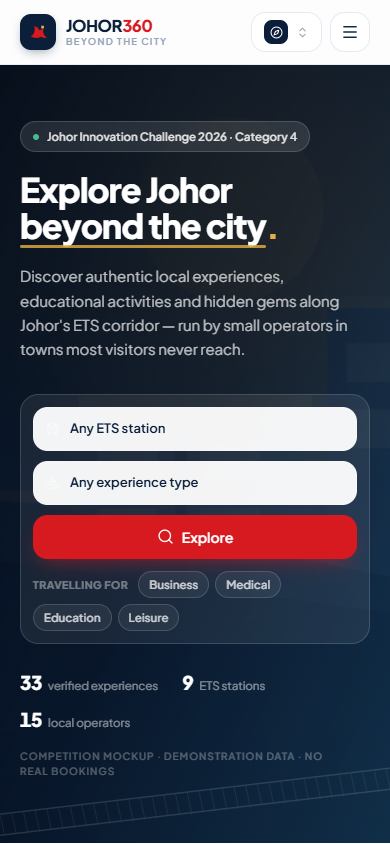 JOHOR360
BEYOND THE CITY
Johor Innovation Challenge 2026 · Category 4
Explore Johor
beyond the city.
Discover authentic local experiences,
educational activities and hidden gems along
Johor's ETS corridor — run by small operators in
towns most visitors never reach.
Any ETS station
Any experience type
Explore
TRAVELLING FOR Business Medical
Education Leisure
33 verified experiences 9 ETS stations
15 local operators
COMPETITION MOCKUP · DEMONSTRATION DATA · NO
REAL BOOKINGS